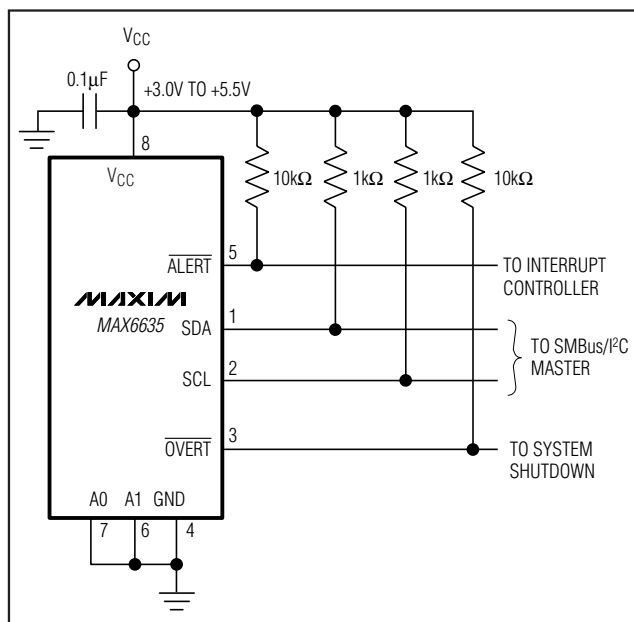 VCC
0.1µF
+3.0V TO +5.5V
8
VCC
10kΩ
1kΩ
1kΩ
10kΩ
ALERT
5
TO INTERRUPT
CONTROLLER
MAXIM
MAX6635
SDA
1
TO SMBus/I²C
MASTER
SCL
2
OVERT
3
TO SYSTEM
SHUTDOWN
A0 A1 GND
7 6 4